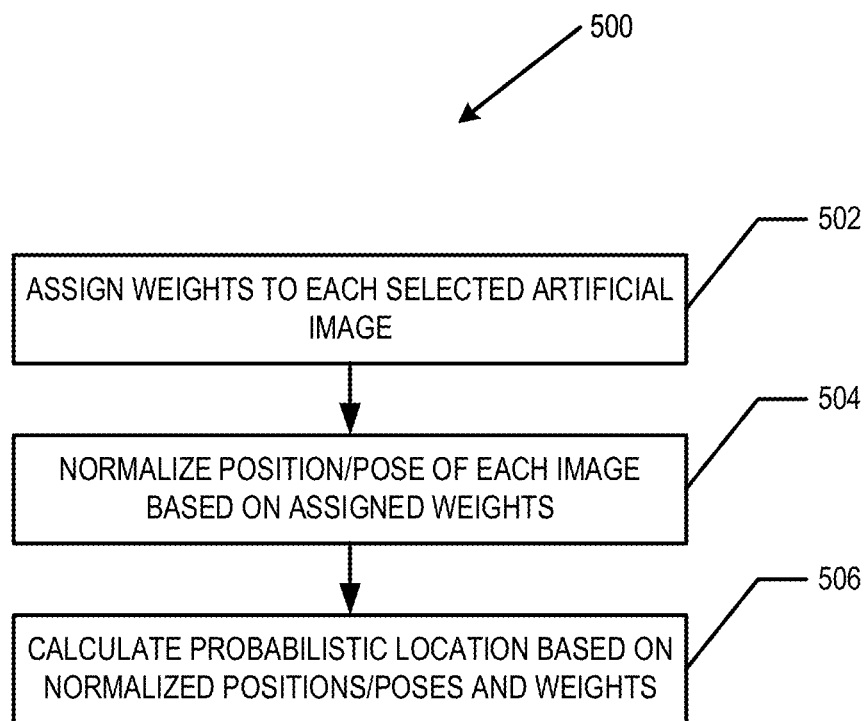 500
502
ASSIGN WEIGHTS TO EACH SELECTED ARTIFICIAL
IMAGE
504
NORMALIZE POSITION/POSE OF EACH IMAGE
BASED ON ASSIGNED WEIGHTS
506
CALCULATE PROBABILISTIC LOCATION BASED ON
NORMALIZED POSITIONS/POSES AND WEIGHTS